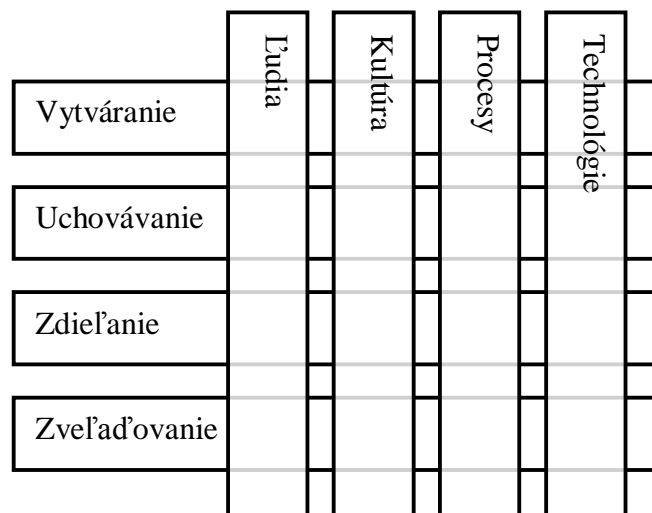 Ľudia
Kultúra
Procesy
Technológie
Vytváranie
Uchovávanie
Zdieľanie
Zveľaďovanie